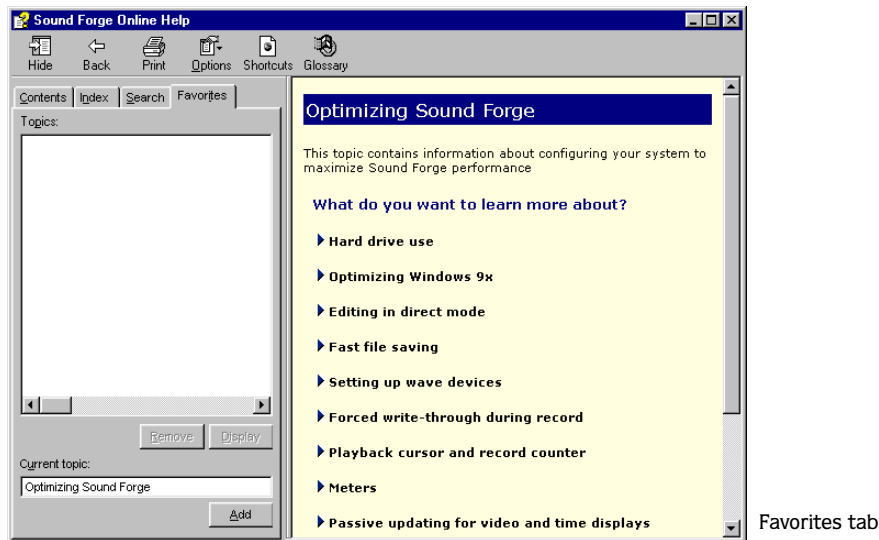 Sound Forge Online Help
Hide Back Print Options Shortcuts Glossary
Contents Index Search Favorites
Topics:
Remove Display
Current topic:
Optimizing Sound Forge
Add
Optimizing Sound Forge
This topic contains information about configuring your system to
maximize Sound Forge performance
What do you want to learn more about?
Hard drive use
Optimizing Windows 9x
Editing in direct mode
Fast file saving
Setting up wave devices
Forced write-through during record
Playback cursor and record counter
Meters
Passive updating for video and time displays
Favorites tab